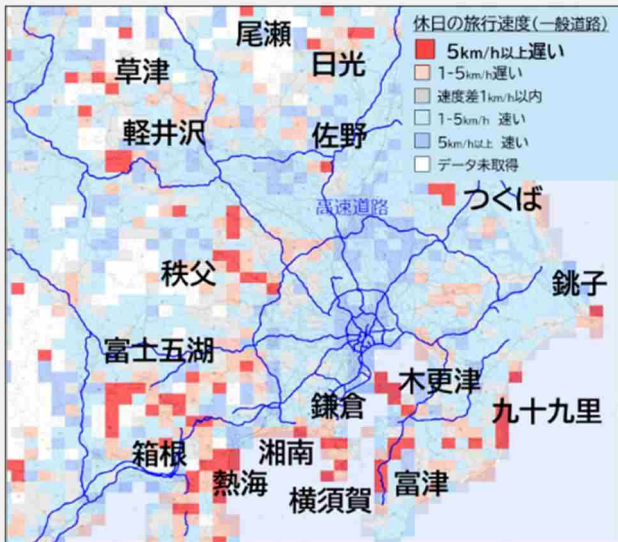 休日の旅行速度(一般道路)
5km/h以上遅い
1-5km/h遅い
速度差1km/h以内
1-5km/h 速い
5km/h以上 速い
データ未取得
尾瀬
日光
草津
軽井沢
佐野
高速道路
つくば
秩父
銚子
富士五湖
木更津
鎌倉
九十九里
箱根
湘南
熱海
富津
横須賀